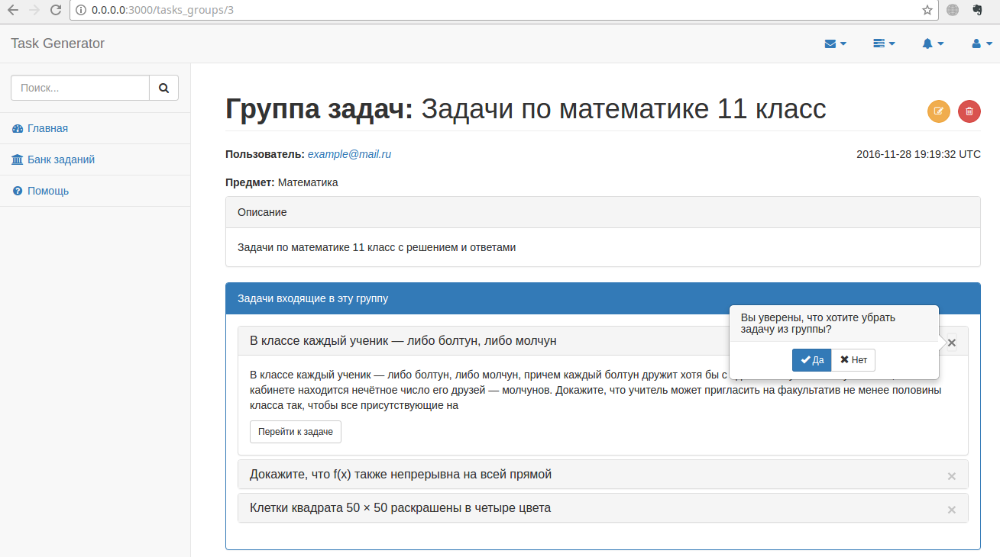 0.0.0.0:3000/tasks_groups/3
Task Generator
Поиск...
Главная
Банк заданий
Помощь
Группа задач: Задачи по математике 11 класс
Пользователь: example@mail.ru
2016-11-28 19:19:32 UTC
Предмет: Математика
Описание
Задачи по математике 11 класс с решением и ответами
Задачи входящие в эту группу
Вы уверены, что хотите убрать
задачу из группы?
Да
Нет
В классе каждый ученик — либо болтун, либо молчун
В классе каждый ученик — либо болтун, либо молчун, причем каждый болтун дружит хотя бы с
кабинете находится нечётное число его друзей — молчунов. Докажите, что учитель может пригласить на факультатив не менее половины
класса так, чтобы все присутствующие на
Перейти к задаче
Докажите, что f(x) также непрерывна на всей прямой
Клетки квадрата 50 × 50 раскрашены в четыре цвета